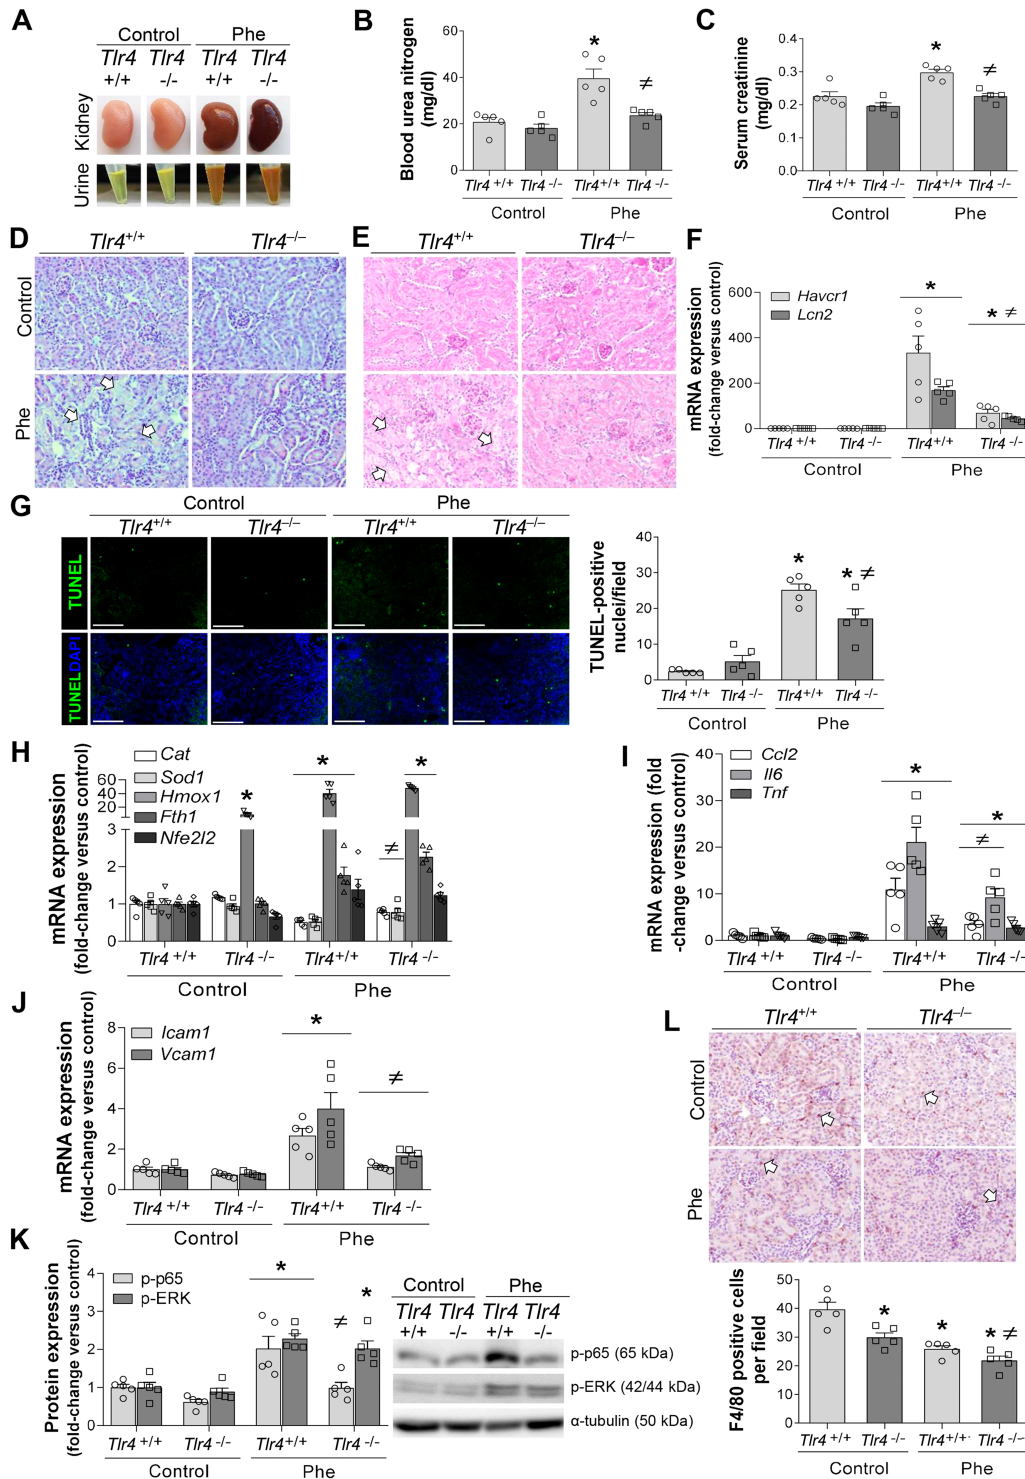 A
Control Phe
Tlr4 Tlr4 Tlr4 Tlr4
+/+ -/- +/+ -/-
Kidney
Urine
B
Blood urea nitrogen
(mg/dl)
60
40
20
0
Tlr4 +/+ Tlr4 -/- Tlr4 +/+ Tlr4 -/-
Control Phe
* ≠
C
Serum creatinine
(mg/dl)
0.4
0.3
0.2
0.1
0.0
Tlr4 +/+ Tlr4 -/- Tlr4 +/+ Tlr4 -/-
Control Phe
* ≠
D
Tlr4+/+ Tlr4–/–
Control
Phe
E
Tlr4+/+ Tlr4–/–
F
mRNA expression
(fold-change versus control)
Havcr1
Lcn2
600
400
200
0
* * ≠
Tlr4 +/+ Tlr4 -/- Tlr4 +/+ Tlr4 -/-
Control Phe
G
Control Phe
Tlr4+/+ Tlr4–/– Tlr4+/+ Tlr4–/–
TUNEL
TUNELDAPI
TUNEL-positive
nuclei/field
40
30
20
10
0
* * ≠
Tlr4 +/+ Tlr4 -/- Tlr4 +/+ Tlr4 -/-
Control Phe
H
mRNA expression
(fold-change versus control)
Cat
Sod1
Hmox1
Fth1
Nfe2l2
60
40
20
2
1
0
* * ≠ *
Tlr4 +/+ Tlr4 -/- Tlr4 +/+ Tlr4 -/-
Control Phe
I
mRNA expression (fold
-change versus control)
Ccl2
Il6
Tnf
40
30
20
10
0
* ≠ *
Tlr4 +/+ Tlr4 -/- Tlr4 +/+ Tlr4 -/-
Control Phe
J
mRNA expression
(fold-change versus control)
Icam1
Vcam1
8
6
4
2
0
* ≠
Tlr4 +/+ Tlr4 -/- Tlr4 +/+ Tlr4 -/-
Control Phe
K
Protein expression
(fold-change versus control)
p-p65
p-ERK
4
3
2
1
0
* ≠ *
Tlr4 +/+ Tlr4 -/- Tlr4 +/+ Tlr4 -/-
Control Phe
Control Phe
Tlr4 Tlr4 Tlr4 Tlr4
+/+ -/- +/+ -/-
p-p65 (65 kDa)
p-ERK (42/44 kDa)
α-tubulin (50 kDa)
L
Tlr4+/+ Tlr4–/–
Control
Phe
F4/80 positive cells
per field
50
40
30
20
10
0
* * * ≠
Tlr4 +/+ Tlr4 -/- Tlr4+/+· Tlr4 -/-
Control Phe